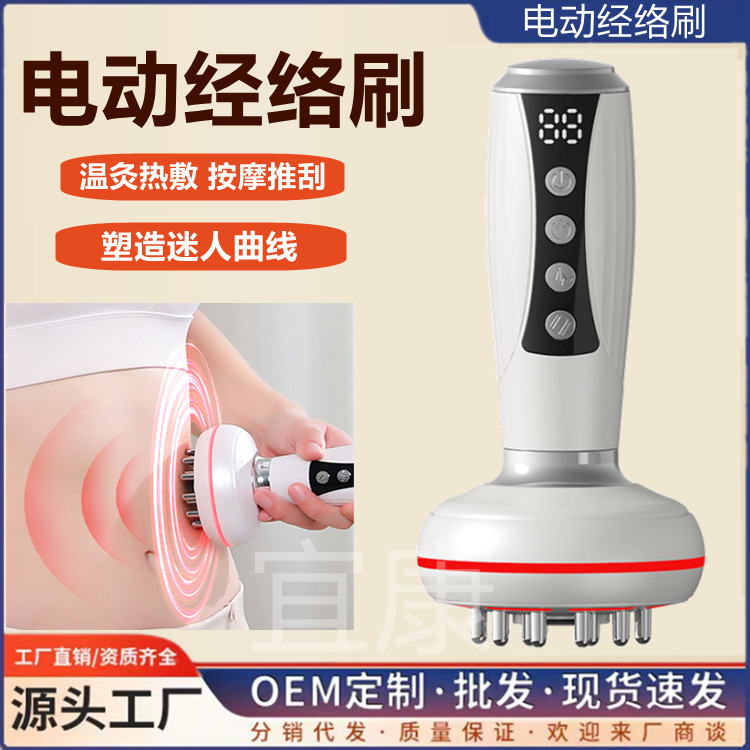 电动经络刷
电动经络刷
温灸热敷 按摩推刮
塑造迷人曲线
88
宜康
工厂直销/资质齐全
源头工厂
OEM定制·批发·现货速发
分销代发·质量保证·欢迎来厂商谈